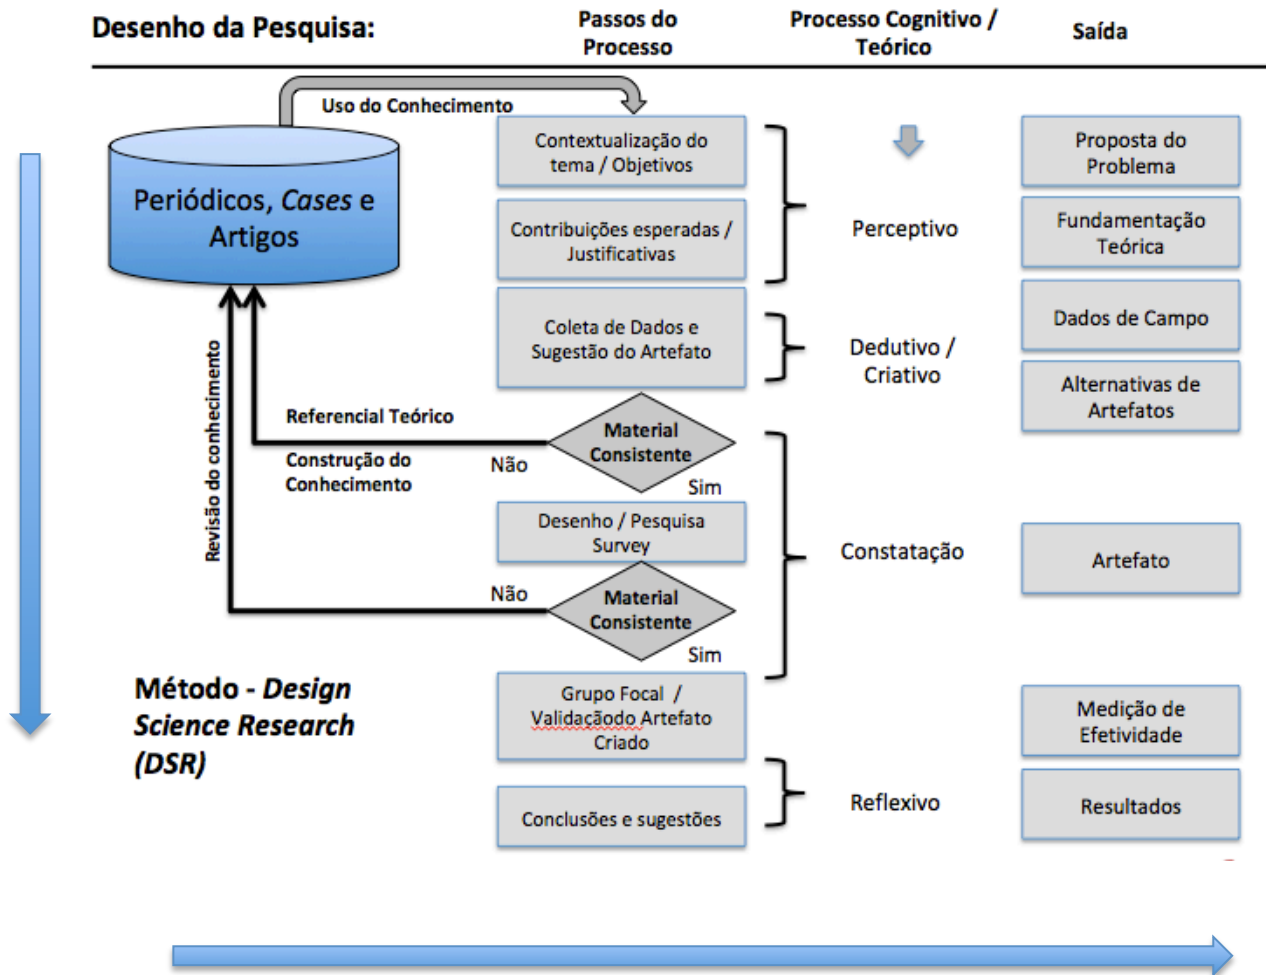 Desenho da Pesquisa:
Passos do
Processo
Processo Cognitivo /
Teórico
Saída
Uso do Conhecimento
Periódicos, Cases e
Artigos
Contextualização do
tema / Objetivos
Contribuições esperadas /
Justificativas
Coleta de Dados e
Sugestão do Artefato
Material
Consistente
Não
Sim
Referencial Teórico
Construção do
Conhecimento
Revisão do conhecimento
Desenho / Pesquisa
Survey
Material
Consistente
Não
Sim
Grupo Focal /
Validaçãodo Artefato
Criado
Conclusões e sugestões
Método - Design
Science Research
(DSR)
Perceptivo
Dedutivo /
Criativo
Constatação
Reflexivo
Proposta do
Problema
Fundamentação
Teórica
Dados de Campo
Alternativas de
Artefatos
Artefato
Medição de
Efetividade
Resultados